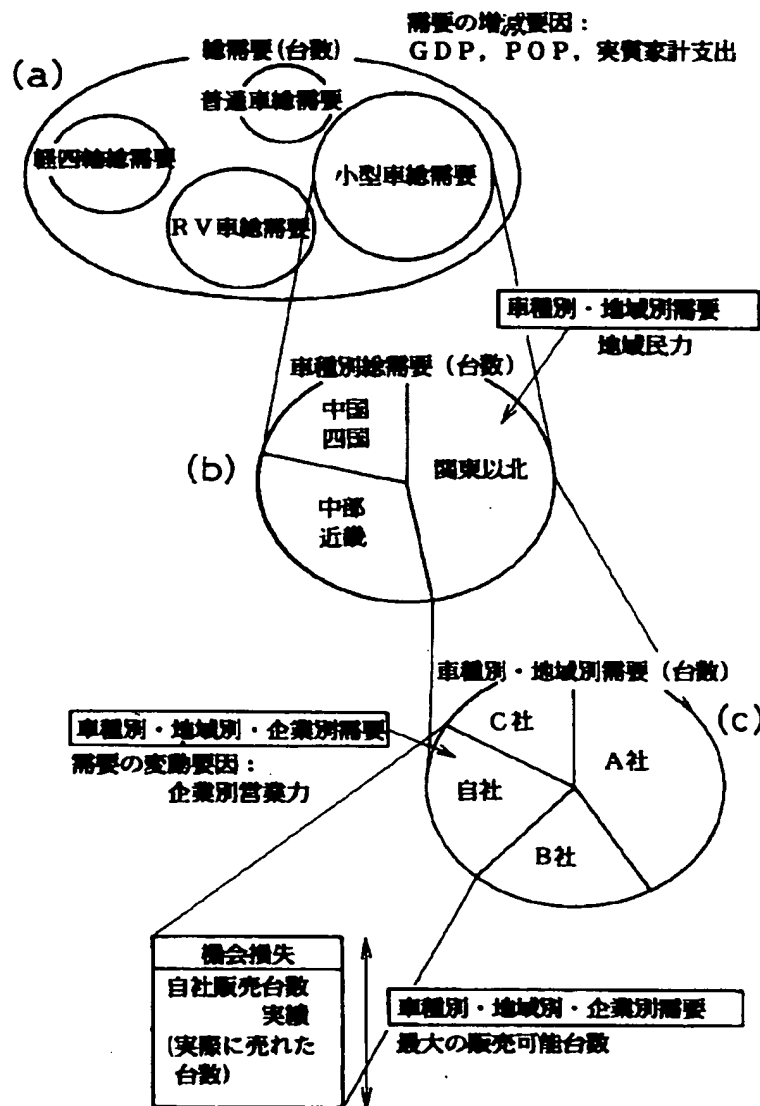 需要の増減要因：
GDP，POP，実質家計支出
(a)
総需要(台数)
普通車総需要
軽四輪総需要
小型車総需要
RV車総需要
車種別・地域別需要
地域民力
車種別総需要（台数）
中国
四国
(b)
関東以北
中部
近畿
車種別・地域別需要（台数）
(c)
車種別・地域別・企業別需要
需要の変動要因：
企業別営業力
C社
A社
自社
B社
機会損失
自社販売台数
実績
(実際に売れた
台数)
車種別・地域別・企業別需要
最大の販売可能台数